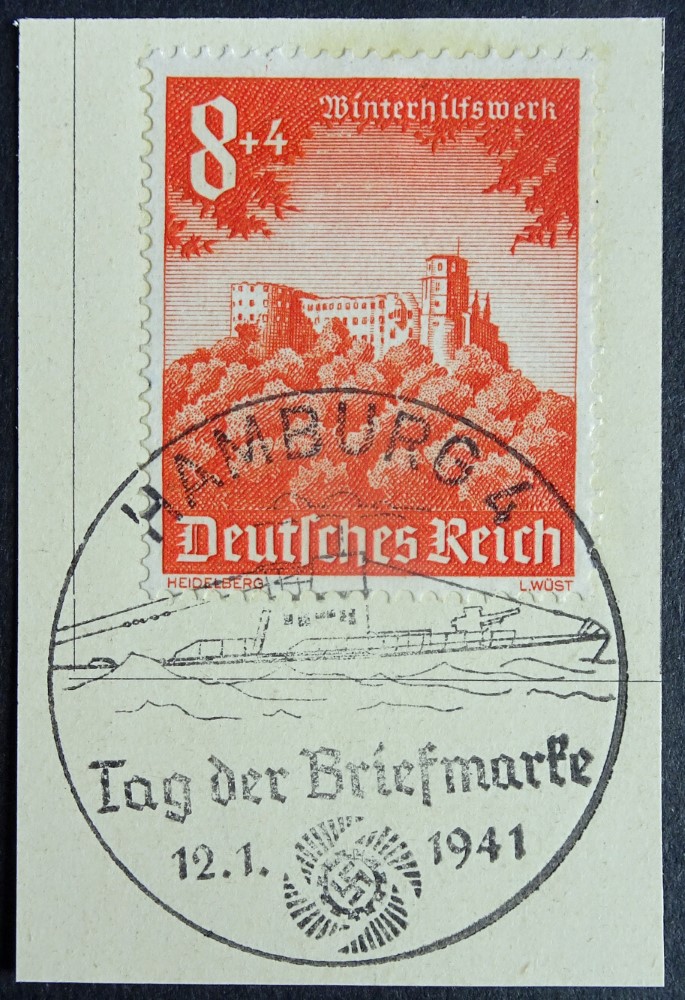 Winterhilfswerk
8+4
HAMBURG 4
Deutsches Reich
HEIDELBERG
L.WÜST
Tag der Briefmarke
12.1. 1941